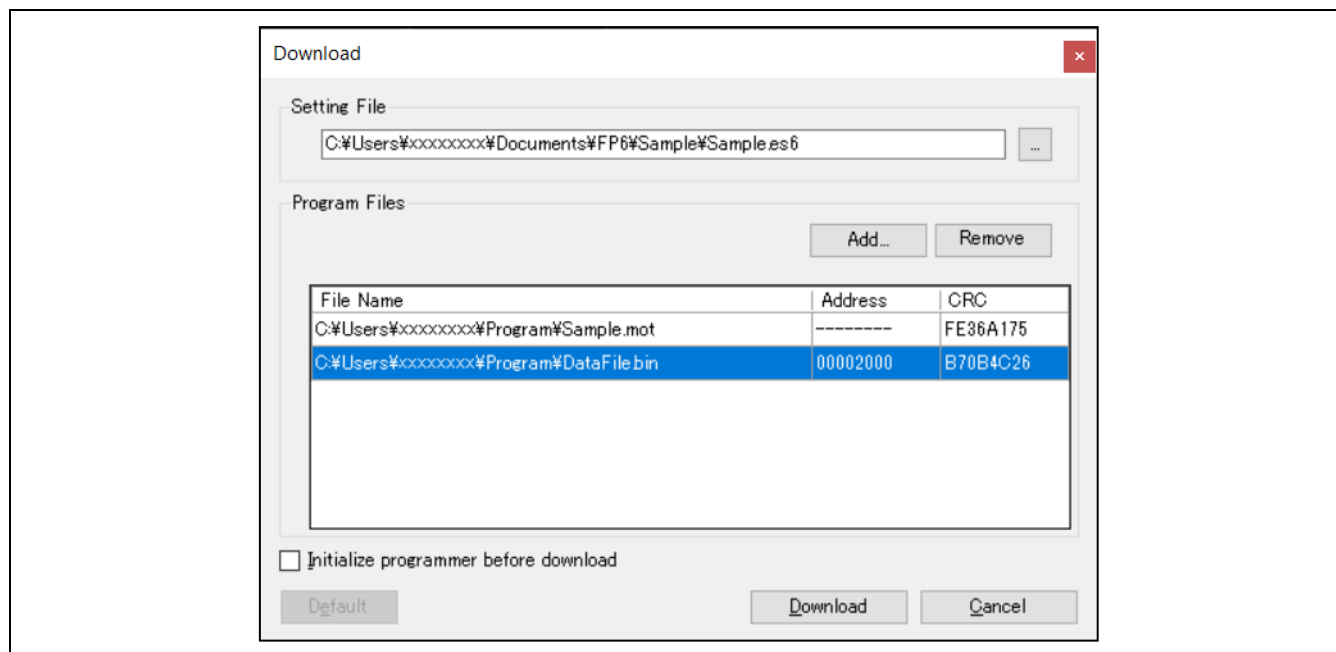 Download
×
Setting File
C:¥Users¥xxxxxxxx¥Documents¥FP6¥Sample¥Sample.es6
...
Program Files
Add... Remove
File Name Address CRC
C:¥Users¥xxxxxxxx¥Program¥Sample.mot -------- FE36A175
C:¥Users¥xxxxxxxx¥Program¥DataFile.bin 00002000 B70B4C26
Initialize programmer before download
Default Download Cancel